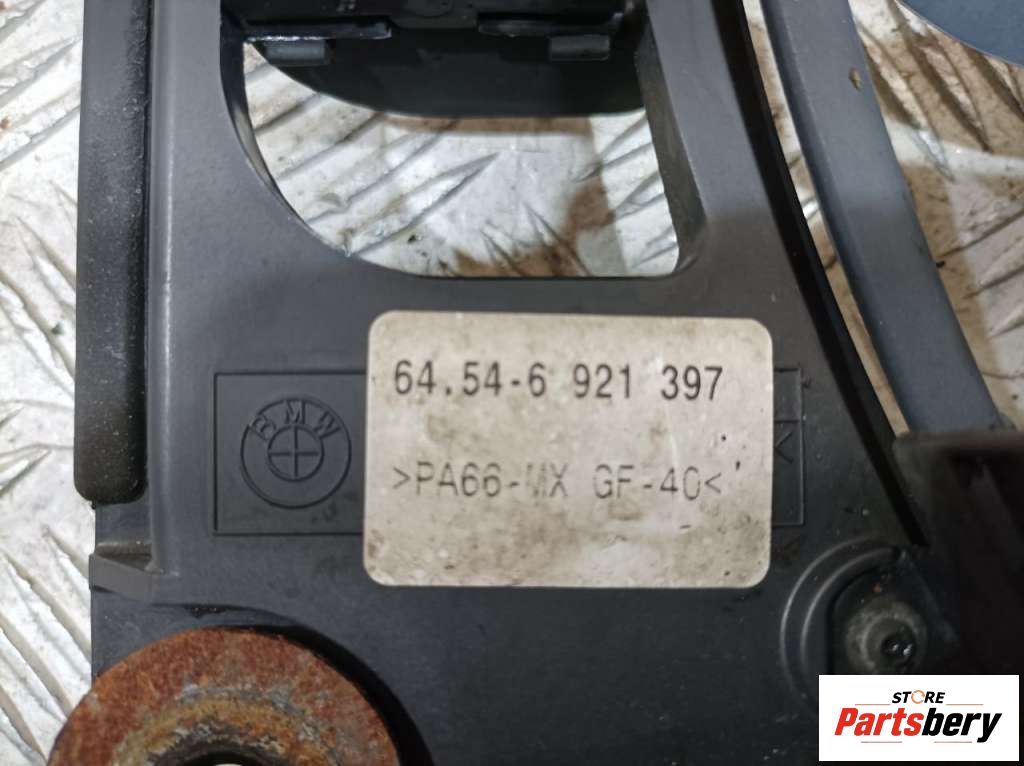 64.54-6 921 397
BMW
>PA66-MX GF-40<
STORE
Partsbery